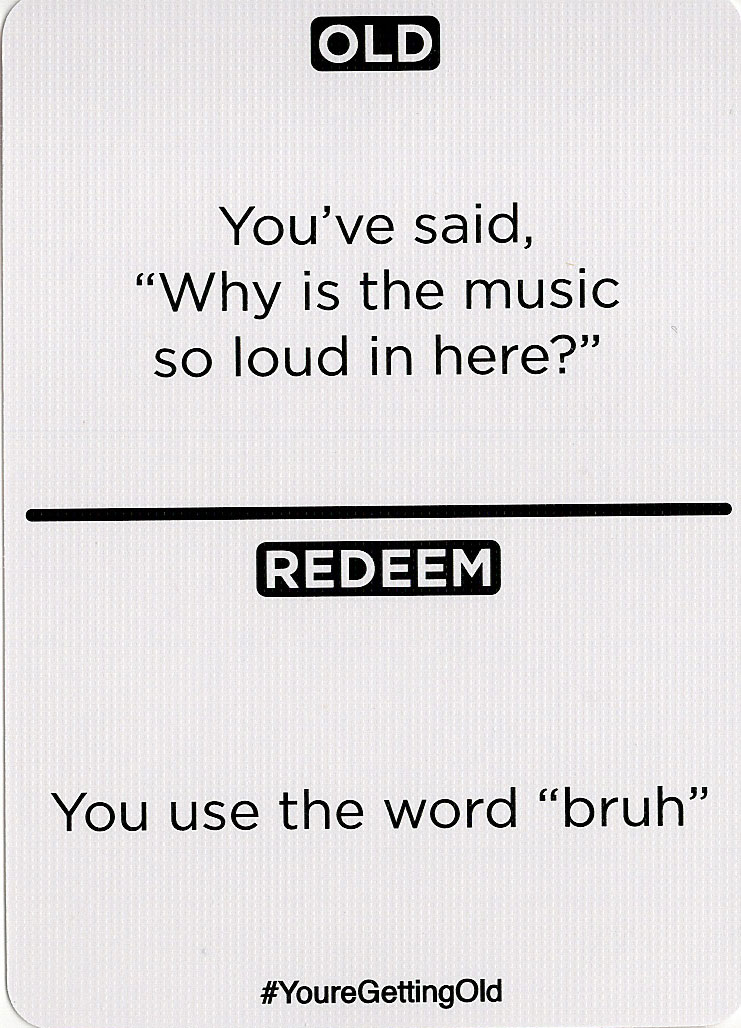 OLD
You’ve said,
“Why is the music
so loud in here?”
REDEEM
You use the word “bruh”
#YoureGettingOld